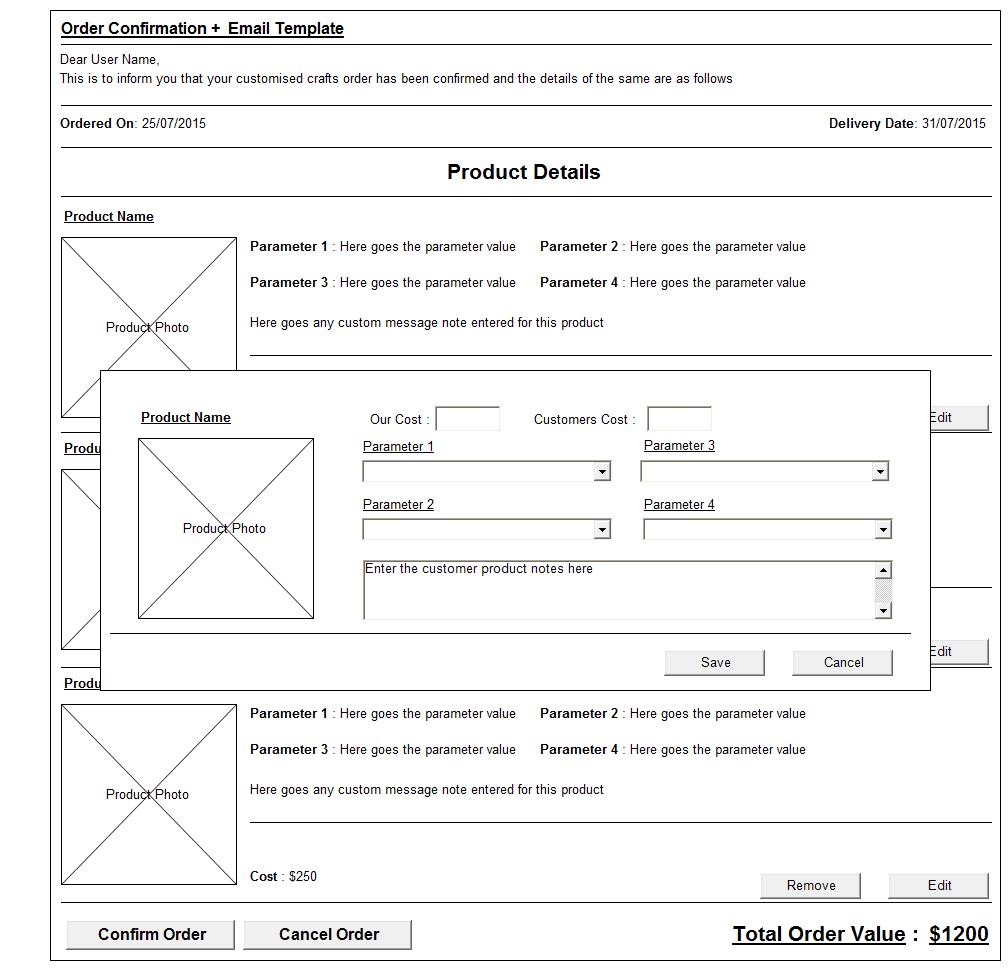 Order Confirmation + Email Template
Dear User Name,
This is to inform you that your customised crafts order has been confirmed and the details of the same are as follows
Ordered On: 25/07/2015 Delivery Date: 31/07/2015
Product Details
Product Name
Parameter 1 : Here goes the parameter value Parameter 2 : Here goes the parameter value
Parameter 3 : Here goes the parameter value Parameter 4 : Here goes the parameter value
Product Photo
Here goes any custom message note entered for this product
Edit
Produ
Edit
Product Name
Our Cost : Customers Cost :
Parameter 1 Parameter 3
Parameter 2 Parameter 4
Product Photo
Enter the customer product notes here
Save Cancel
Produ
Parameter 1 : Here goes the parameter value Parameter 2 : Here goes the parameter value
Parameter 3 : Here goes the parameter value Parameter 4 : Here goes the parameter value
Product Photo
Here goes any custom message note entered for this product
Cost : $250
Remove Edit
Confirm Order Cancel Order Total Order Value : $1200